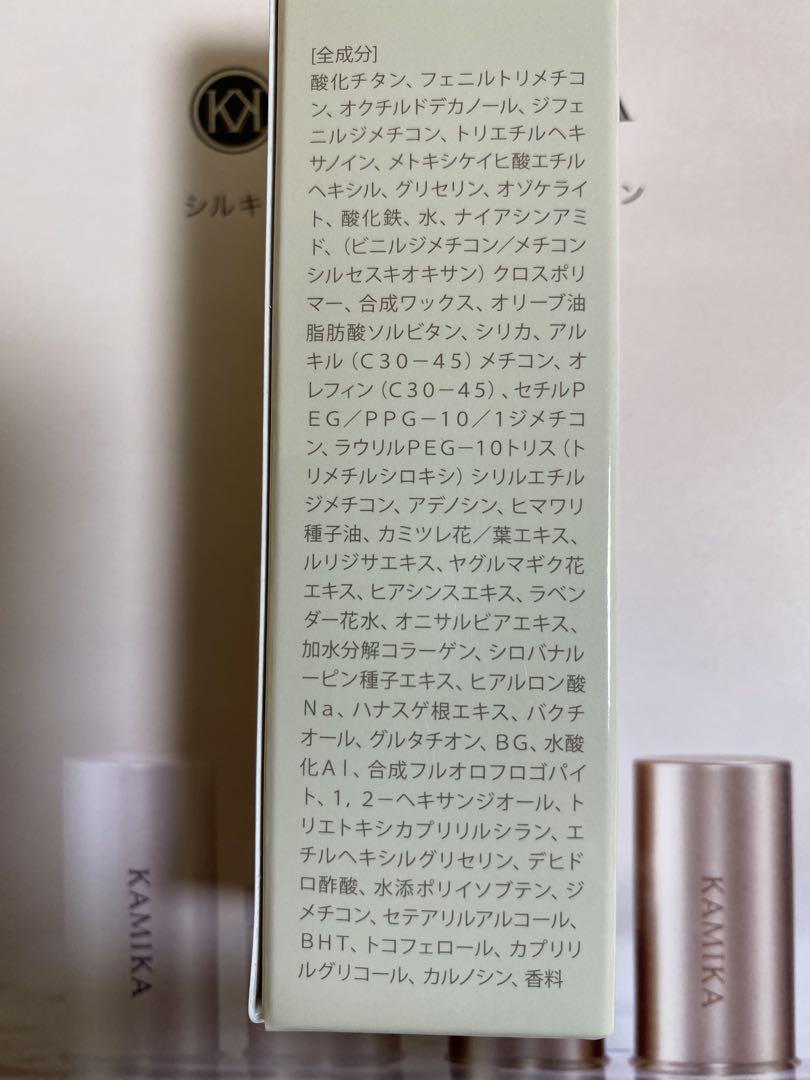 [全成分]
酸化チタン、フェニルトリメチコ
ン、オクチルドデカノール、ジフェ
ニルジメチコン、トリエチルヘキ
サノイン、メトキシケイヒ酸エチル
ヘキシル、グリセリン、オゾケライ
ト、酸化鉄、水、ナイアシンアミ
ド、（ビニルジメチコン／メチコン
シルセスキオキサン）クロスポリ
マー、合成ワックス、オリーブ油
脂肪酸ソルビタン、シリカ、アル
キル（C30−45）メチコン、オ
レフィン（C30−45）、セチルP
EG／PPG−10／1ジメチコ
ン、ラウリルPEG−10トリス（ト
リメチルシロキシ）シリルエチル
ジメチコン、アデノシン、ヒマワリ
種子油、カミツレ花／葉エキス、
ルリジサエキス、ヤグルマギク花
エキス、ヒアシンスエキス、ラベン
ダー花水、オニサルビアエキス、
加水分解コラーゲン、シロバナル
ーピン種子エキス、ヒアルロン酸
Na、ハナスゲ根エキス、バクチ
オール、グルタチオン、BG、水酸
化Al、合成フルオロフロゴパイ
ト、1，2−ヘキサンジオール、ト
リエトキシカプリリルシラン、エ
チルヘキシルグリセリン、デヒド
ロ酢酸、水添ポリイソブテン、ジ
メチコン、セテアリルアルコール、
BHT、トコフェロール、カプリリ
ルグリコール、カルノシン、香料
シルキ
ン
KAMIKA
KAMIKA